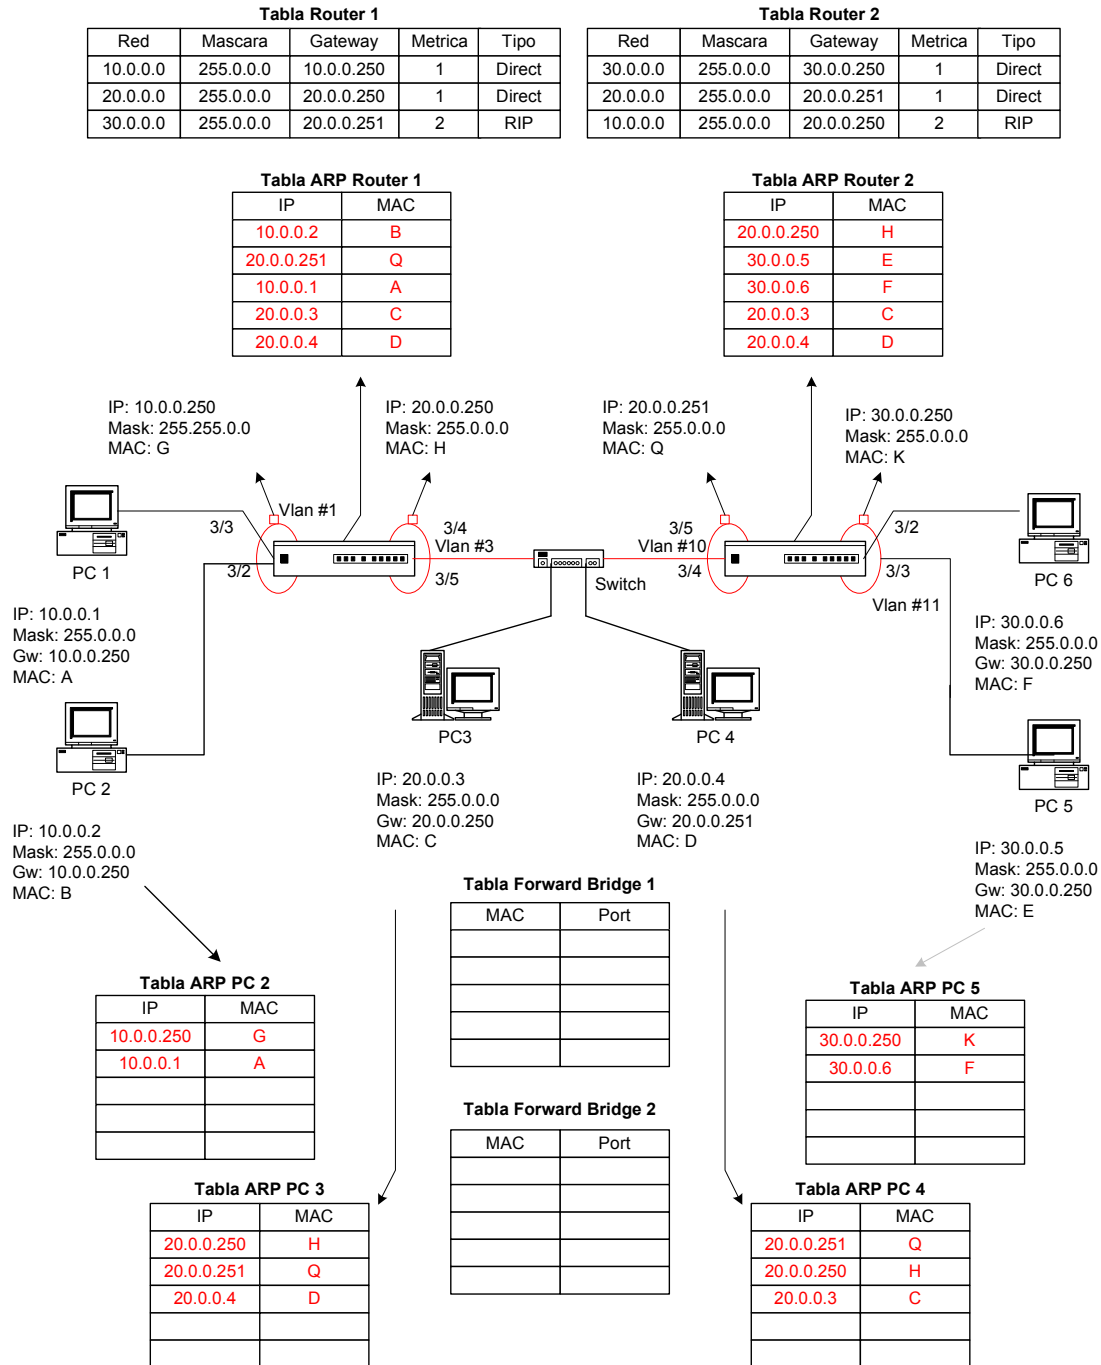 Tabla Router 1
Red Mascara Gateway Metrica Tipo
10.0.0.0 255.0.0.0 10.0.0.250 1 Direct
20.0.0.0 255.0.0.0 20.0.0.250 1 Direct
30.0.0.0 255.0.0.0 20.0.0.251 2 RIP
Tabla Router 2
Red Mascara Gateway Metrica Tipo
30.0.0.0 255.0.0.0 30.0.0.250 1 Direct
20.0.0.0 255.0.0.0 20.0.0.251 1 Direct
10.0.0.0 255.0.0.0 20.0.0.250 2 RIP
Tabla ARP Router 1
IP MAC
10.0.0.2 B
20.0.0.251 Q
10.0.0.1 A
20.0.0.3 C
20.0.0.4 D
Tabla ARP Router 2
IP MAC
20.0.0.250 H
30.0.0.5 E
30.0.0.6 F
20.0.0.3 C
20.0.0.4 D
IP: 10.0.0.250
Mask: 255.255.0.0
MAC: G
IP: 20.0.0.250
Mask: 255.0.0.0
MAC: H
IP: 20.0.0.251
Mask: 255.0.0.0
MAC: Q
IP: 30.0.0.250
Mask: 255.0.0.0
MAC: K
Vlan #1
3/3
3/2
3/4
Vlan #3
3/5
Switch
3/5
Vlan #10
3/4
3/2
3/3
Vlan #11
PC 1
IP: 10.0.0.1
Mask: 255.0.0.0
Gw: 10.0.0.250
MAC: A
PC 6
IP: 30.0.0.6
Mask: 255.0.0.0
Gw: 30.0.0.250
MAC: F
PC 2
IP: 10.0.0.2
Mask: 255.0.0.0
Gw: 10.0.0.250
MAC: B
PC3
IP: 20.0.0.3
Mask: 255.0.0.0
Gw: 20.0.0.250
MAC: C
PC 4
IP: 20.0.0.4
Mask: 255.0.0.0
Gw: 20.0.0.251
MAC: D
PC 5
IP: 30.0.0.5
Mask: 255.0.0.0
Gw: 30.0.0.250
MAC: E
Tabla Forward Bridge 1
MAC Port
Tabla ARP PC 2
IP MAC
10.0.0.250 G
10.0.0.1 A
Tabla ARP PC 5
IP MAC
30.0.0.250 K
30.0.0.6 F
Tabla Forward Bridge 2
MAC Port
Tabla ARP PC 3
IP MAC
20.0.0.250 H
20.0.0.251 Q
20.0.0.4 D
Tabla ARP PC 4
IP MAC
20.0.0.251 Q
20.0.0.250 H
20.0.0.3 C